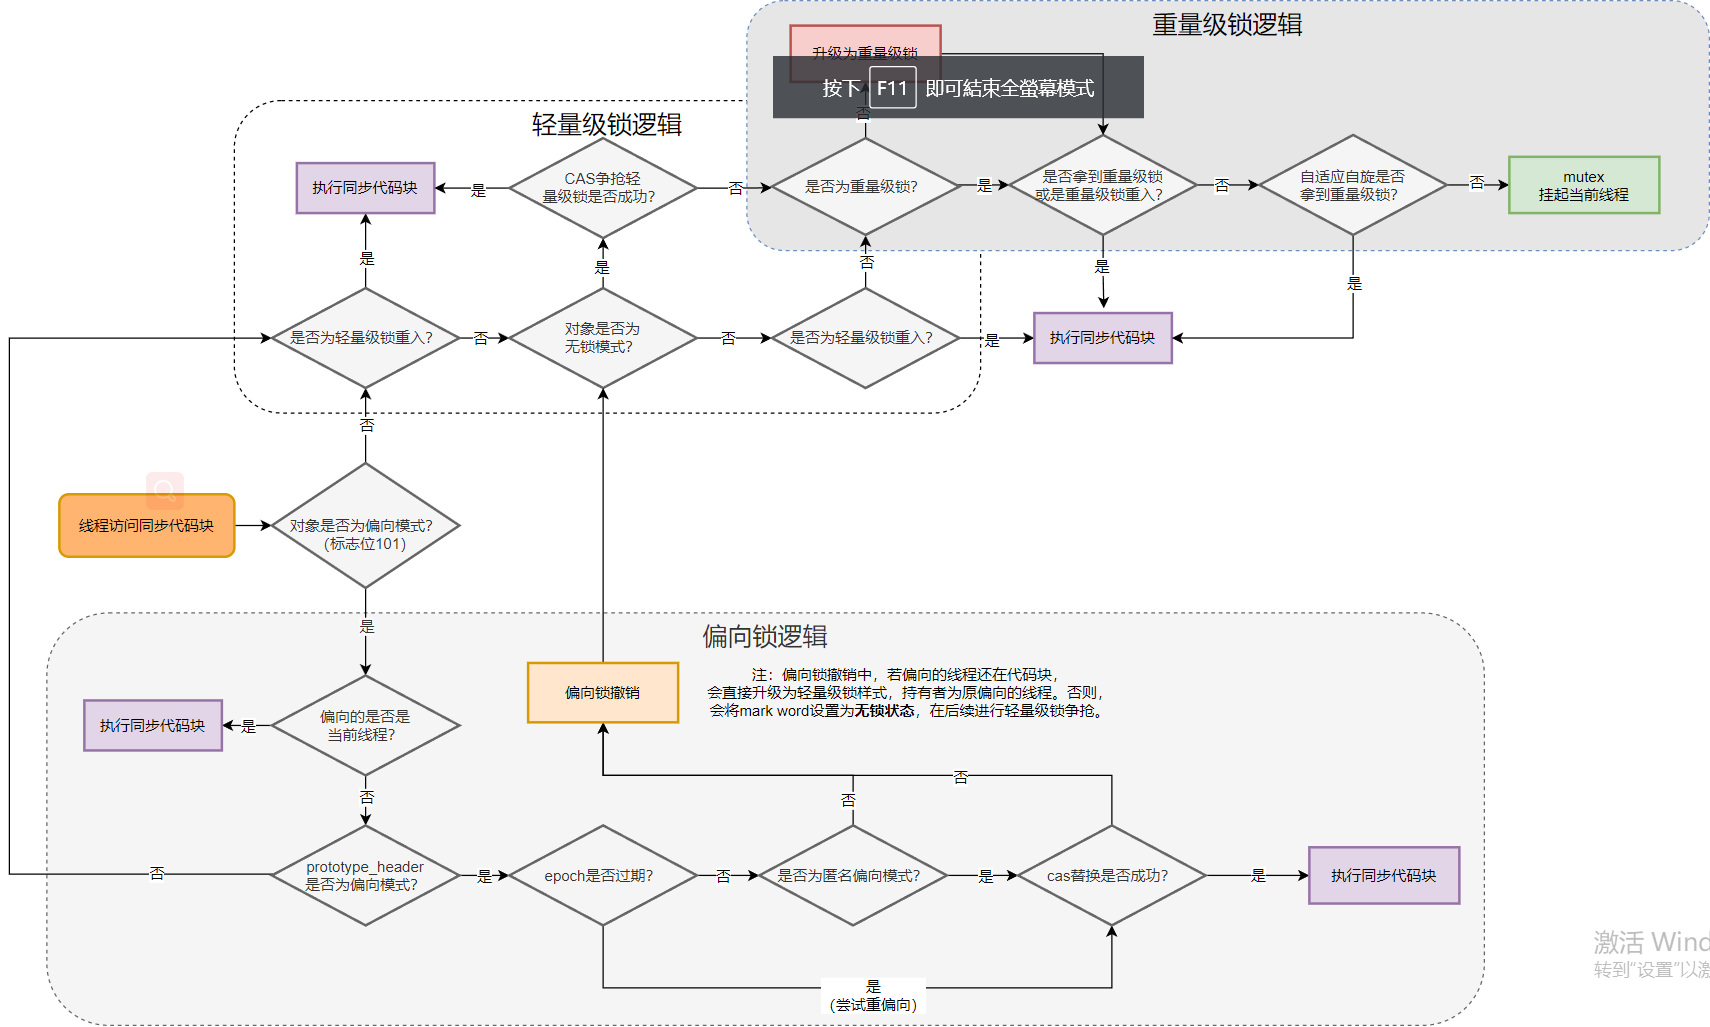 重量级锁逻辑
升级为重量级锁
按下 F11 即可結束全螢幕模式
否
轻量级锁逻辑
执行同步代码块
是
CAS争抢轻
量级锁是否成功?
否
是否为重量级锁?
是
是否拿到重量级锁
或是重量级锁重入?
否
自适应自旋是否
拿到重量级锁?
否
mutex
挂起当前线程
是
是
否
是
是
是否为轻量级锁重入?
否
对象是否为
无锁模式?
否
是否为轻量级锁重入?
是
执行同步代码块
否
线程访问同步代码块
对象是否为偏向模式?
(标志位101)
是
偏向锁逻辑
偏向锁撤销
注：偏向锁撤销中，若偏向的线程还在代码块，
会直接升级为轻量级锁样式，持有者为原偏向的线程。否则，
会将mark word设置为无锁状态，在后续进行轻量级锁争抢。
执行同步代码块
是
偏向的是否是
当前线程?
否
否
否
否
prototype_header
是否为偏向模式?
是
epoch是否过期?
否
是否为匿名偏向模式?
是
cas替换是否成功?
是
执行同步代码块
是
(尝试重偏向)
激活 Wind
转到"设置"以激